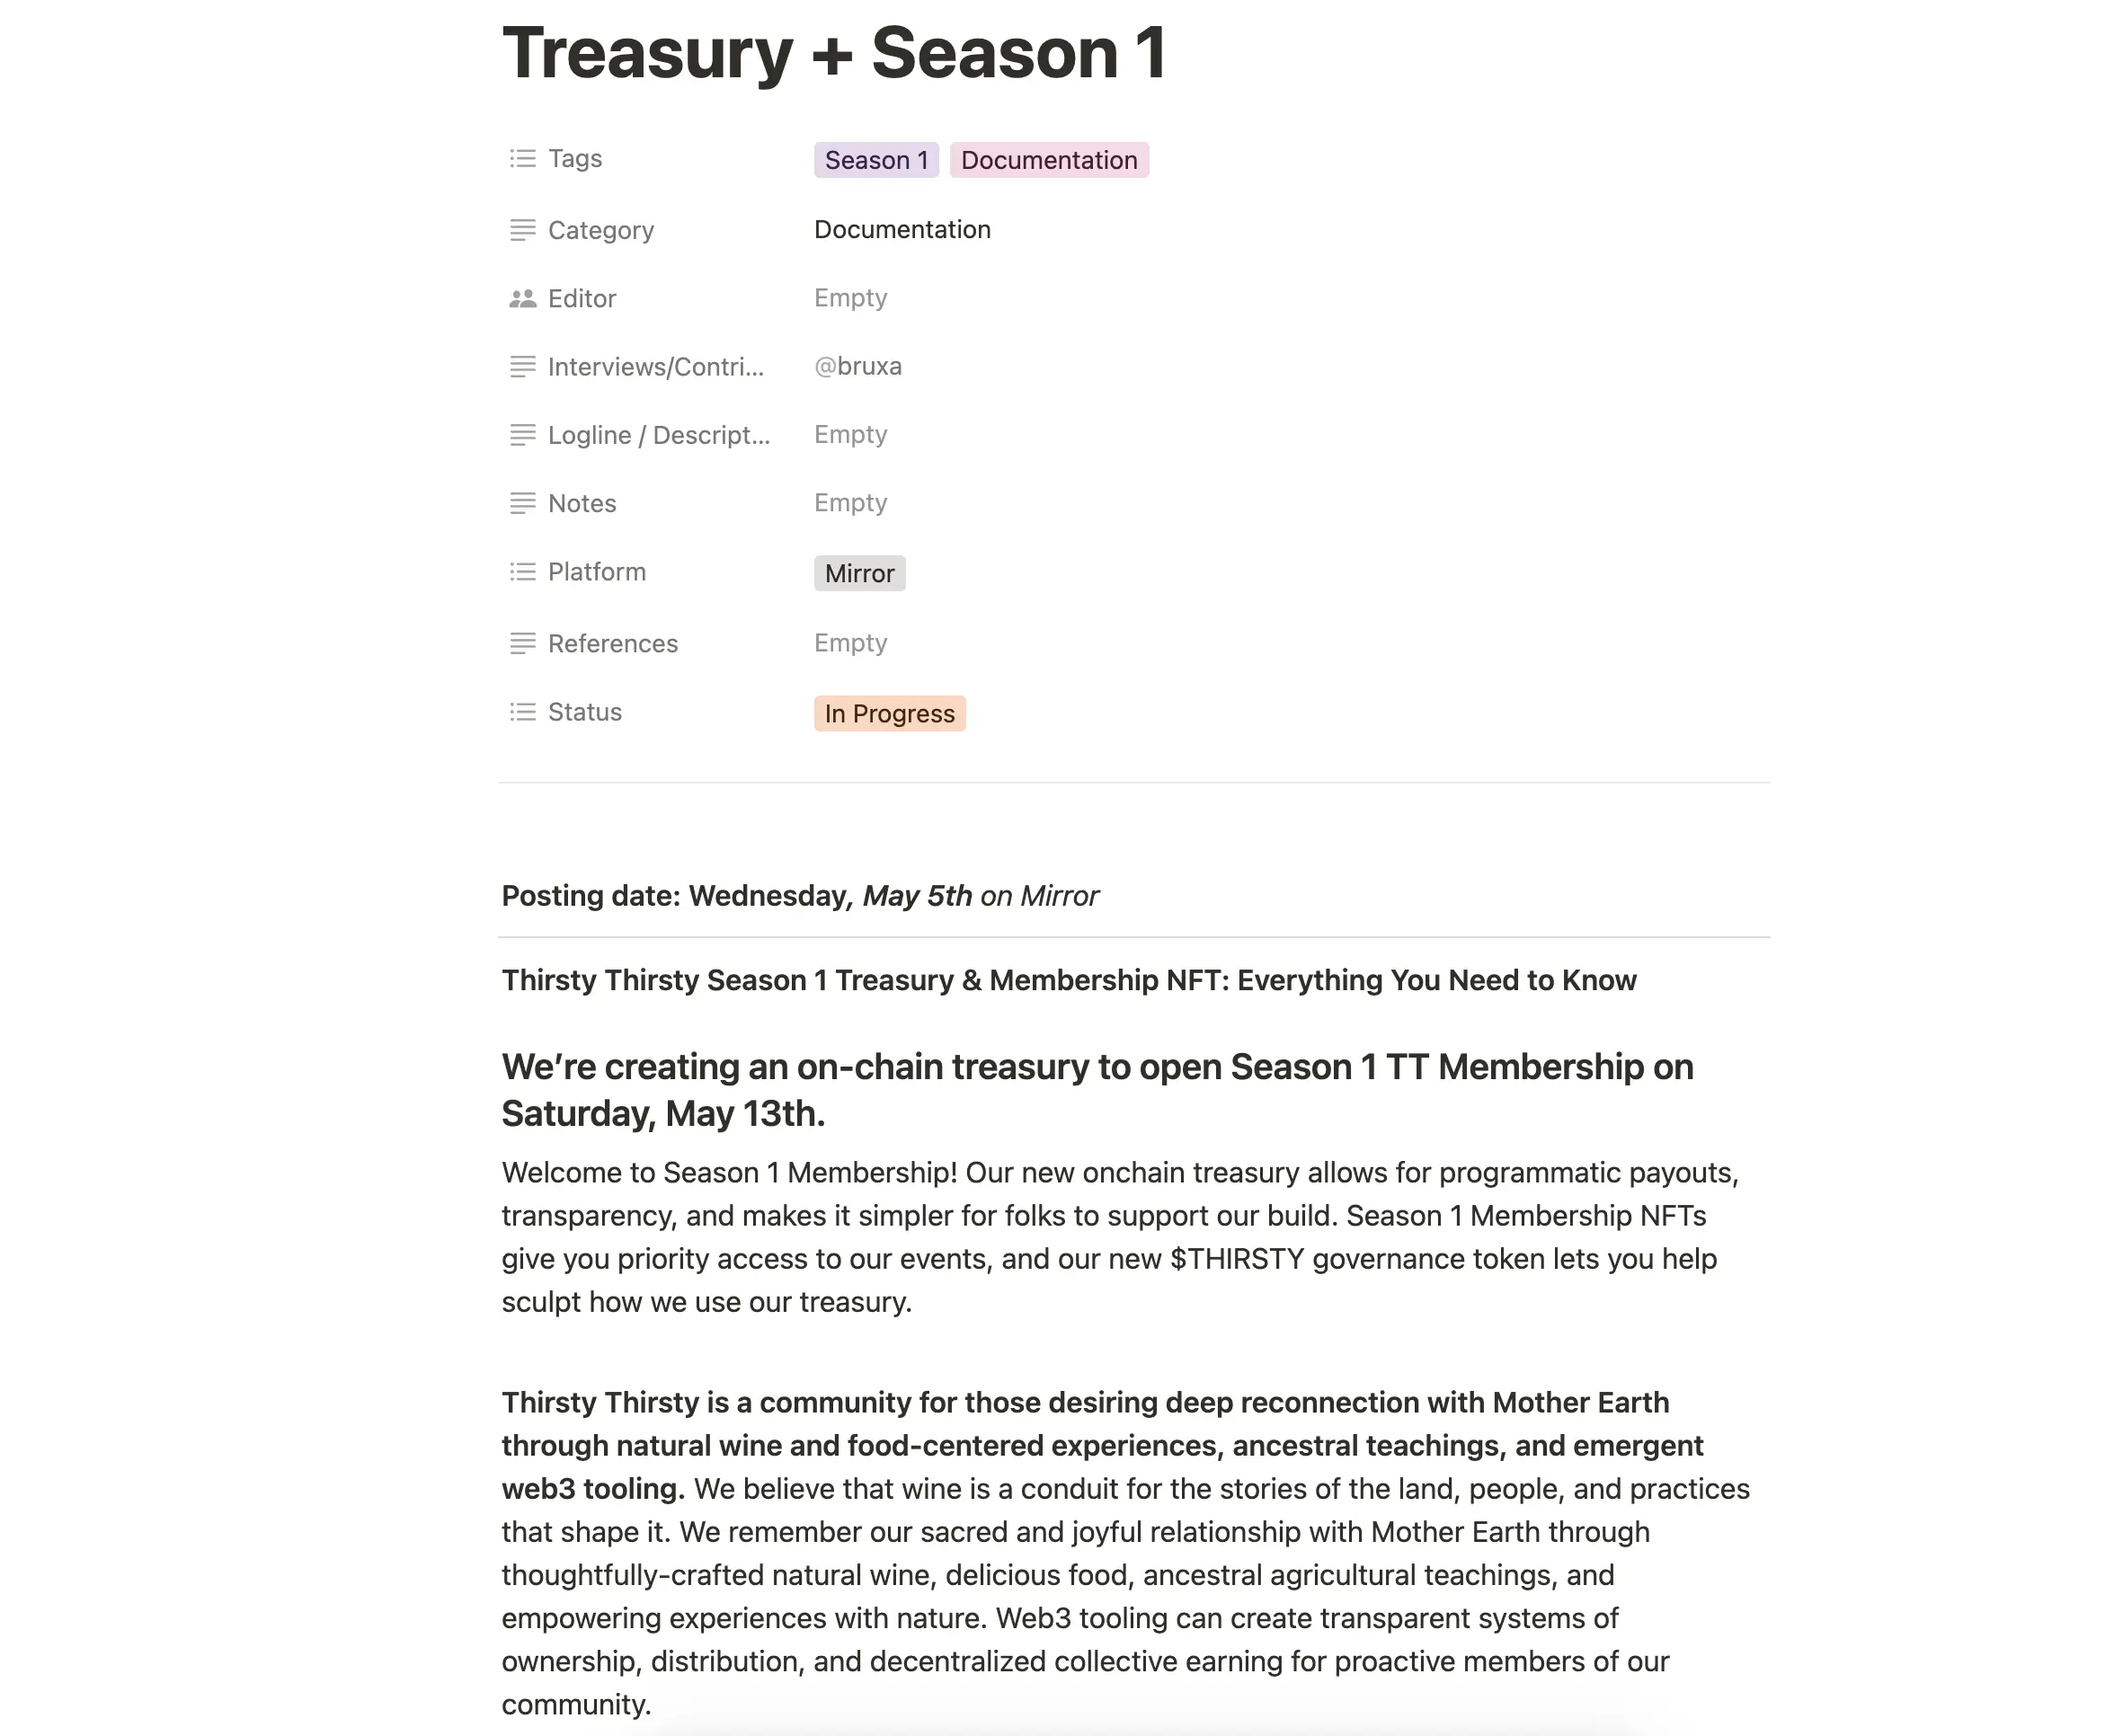 Treasury + Season 1
Tags Season 1 Documentation
Category Documentation
Editor Empty
Interviews/Contri... @bruxa
Logline / Descript... Empty
Notes Empty
Platform Mirror
References Empty
Status In Progress
Posting date: Wednesday, May 5th on Mirror
Thirsty Thirsty Season 1 Treasury & Membership NFT: Everything You Need to Know
We’re creating an on-chain treasury to open Season 1 TT Membership on
Saturday, May 13th.
Welcome to Season 1 Membership! Our new onchain treasury allows for programmatic payouts,
transparency, and makes it simpler for folks to support our build. Season 1 Membership NFTs
give you priority access to our events, and our new $THIRSTY governance token lets you help
sculpt how we use our treasury.
Thirsty Thirsty is a community for those desiring deep reconnection with Mother Earth
through natural wine and food-centered experiences, ancestral teachings, and emergent
web3 tooling. We believe that wine is a conduit for the stories of the land, people, and practices
that shape it. We remember our sacred and joyful relationship with Mother Earth through
thoughtfully-crafted natural wine, delicious food, ancestral agricultural teachings, and
empowering experiences with nature. Web3 tooling can create transparent systems of
ownership, distribution, and decentralized collective earning for proactive members of our
community.